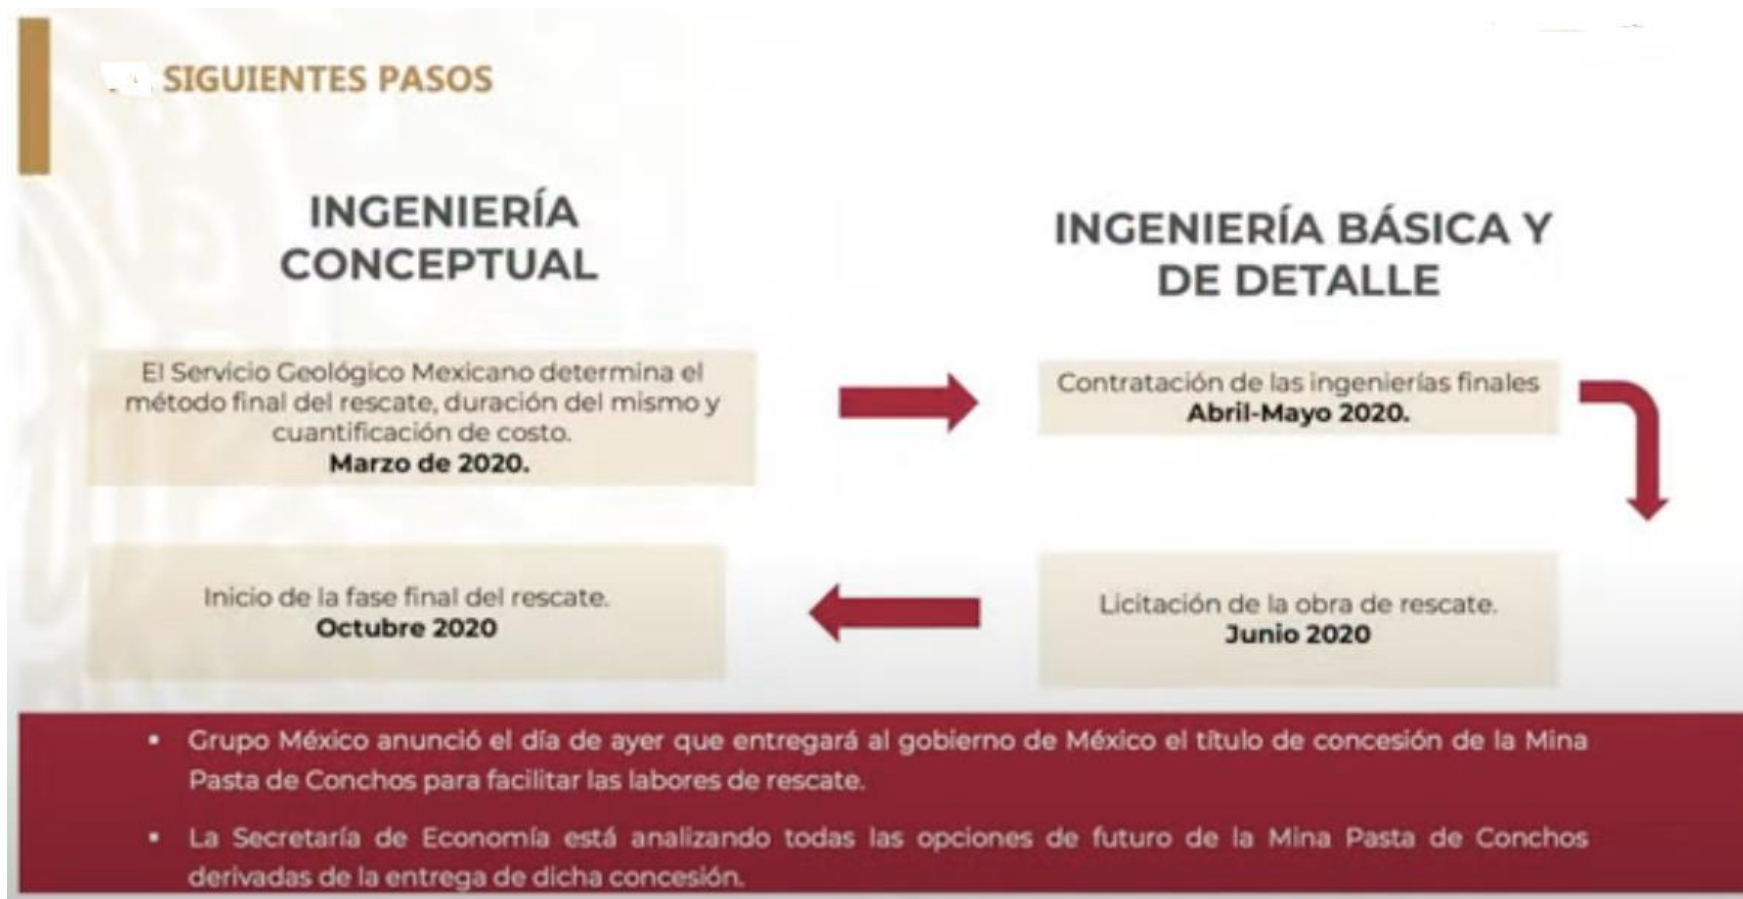 SIGUIENTES PASOS
INGENIERÍA
CONCEPTUAL
El Servicio Geológico Mexicano determina el
método final del rescate, duración del mismo y
cuantificación de costo.
Marzo de 2020.
INGENIERÍA BÁSICA Y
DE DETALLE
Contratación de las ingenierías finales
Abril-Mayo 2020.
Licitación de la obra de rescate.
Junio 2020
Inicio de la fase final del rescate.
Octubre 2020
▪ Grupo México anunció el día de ayer que entregará al gobierno de México el título de concesión de la Mina
Pasta de Conchos para facilitar las labores de rescate.
▪ La Secretaría de Economía está analizando todas las opciones de futuro de la Mina Pasta de Conchos
derivadas de la entrega de dicha concesión.